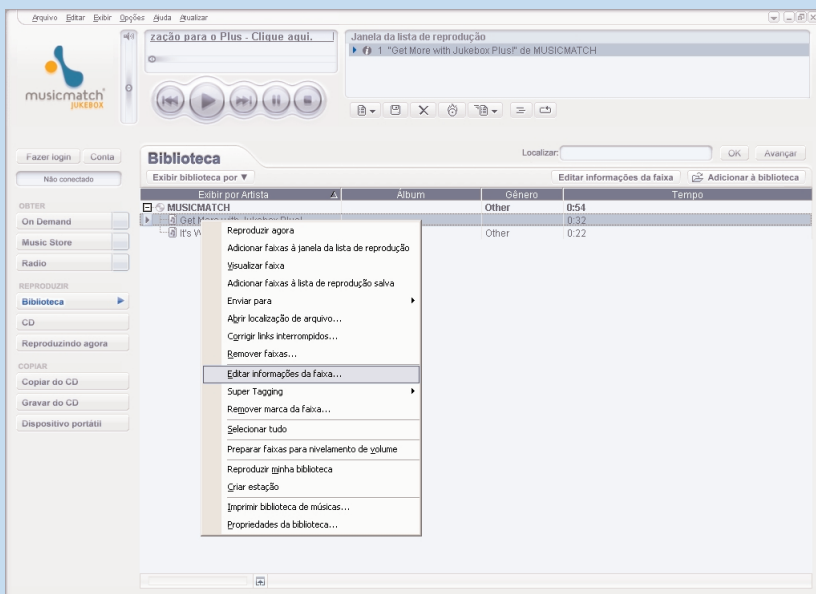 Arquivo Editar Exibir Opções Ajuda Atualizar
musicmatch
JUKEBOX
zação para o Plus - Clique aqui.
Janela da lista de reprodução
1 "Get More with Jukebox Plus!" de MUSICMATCH
Fazer login Conta
Não conectado
Biblioteca
Localizar:
OK Avançar
Exibir biblioteca por ▼
Editar informações da faixa Adicionar à biblioteca
Exibir por Artista Álbum Gênero Tempo
MUSICMATCH Other 0:54
Get More with Jukebox Plus! 0:32
It's Other 0:22
OBTER
On Demand
Music Store
Radio
REPRODUZIR
Biblioteca
CD
Reproduzindo agora
COPIAR
Copiar do CD
Gravar do CD
Dispositivo portátil
Reproduzir agora
Adicionar faixas à janela da lista de reprodução
Visualizar faixa
Adicionar faixas à lista de reprodução salva
Enviar para
Abrir localização de arquivo...
Corrigir links interrompidos...
Remover faixas...
Editar informações da faixa...
Super Tagging
Remover marca da faixa...
Selecionar tudo
Preparar faixas para nivelamento de volume
Reproduzir minha biblioteca
Criar estação
Imprimir biblioteca de músicas...
Propriedades da biblioteca...